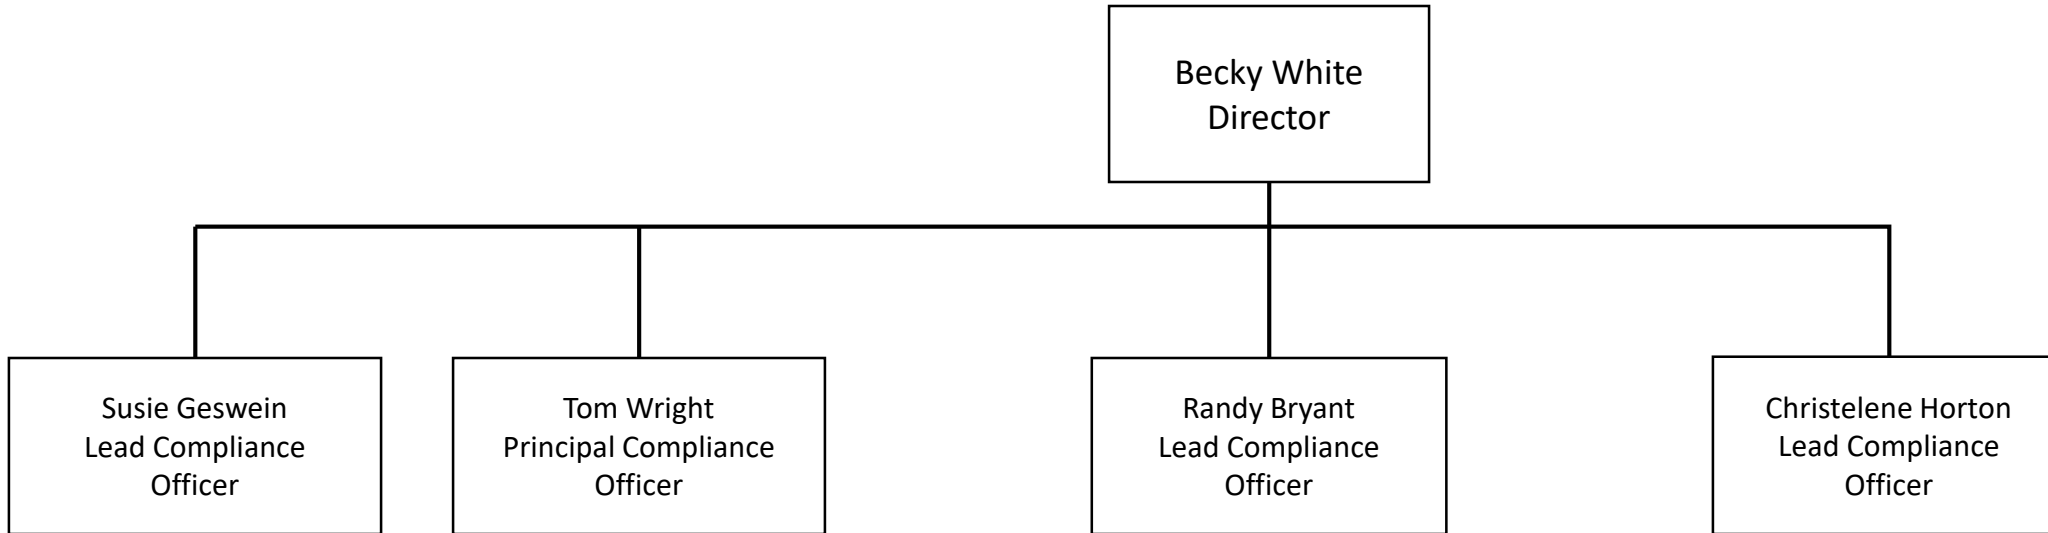 Becky White
Director
Susie Geswein
Lead Compliance
Officer
Tom Wright
Principal Compliance
Officer
Randy Bryant
Lead Compliance
Officer
Christelene Horton
Lead Compliance
Officer